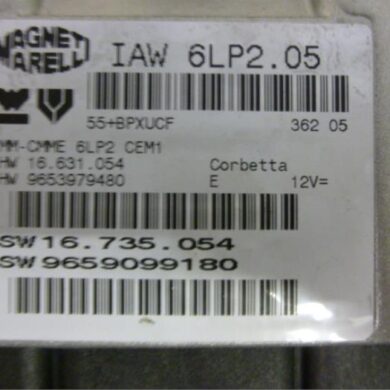 MAGNETI
MARELLI
IAW 6LP2.05
55+BPXUCF 362 05
MM-CMME 6LP2 CEM1
HW 16.631.054 Corbetta
HW 9653979480 E 12V=
SW16.735.054
SW9659099180